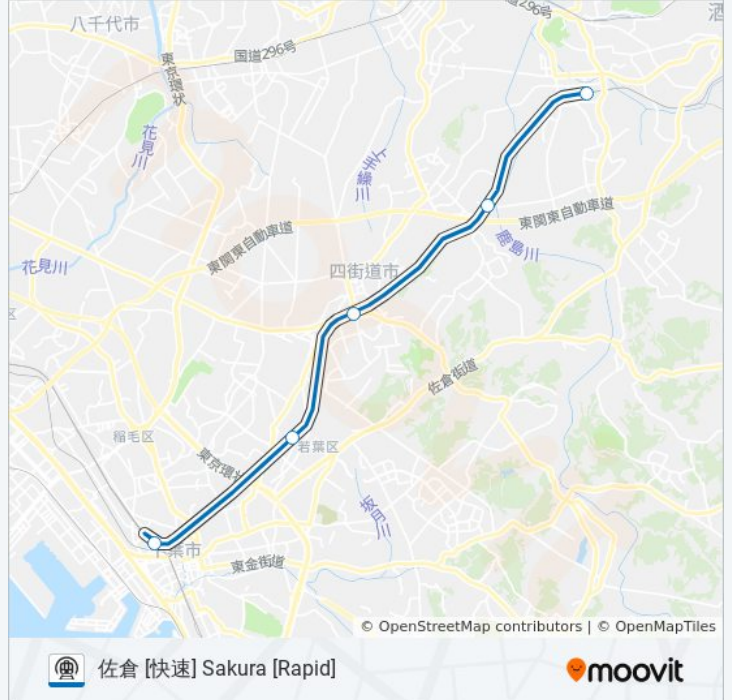 八千代市
国道296号
296号
酒
東京環状
花見川
上手繰川
東関東自動車道
東関東自動車道
鹿島川
花見川
四街道市
区
佐倉街道
稲毛区
若葉区
東京環状
坂月川
千葉市
東金街道
© OpenStreetMap contributors | © OpenMapTiles
佐倉 [快速] Sakura [Rapid]
moovit